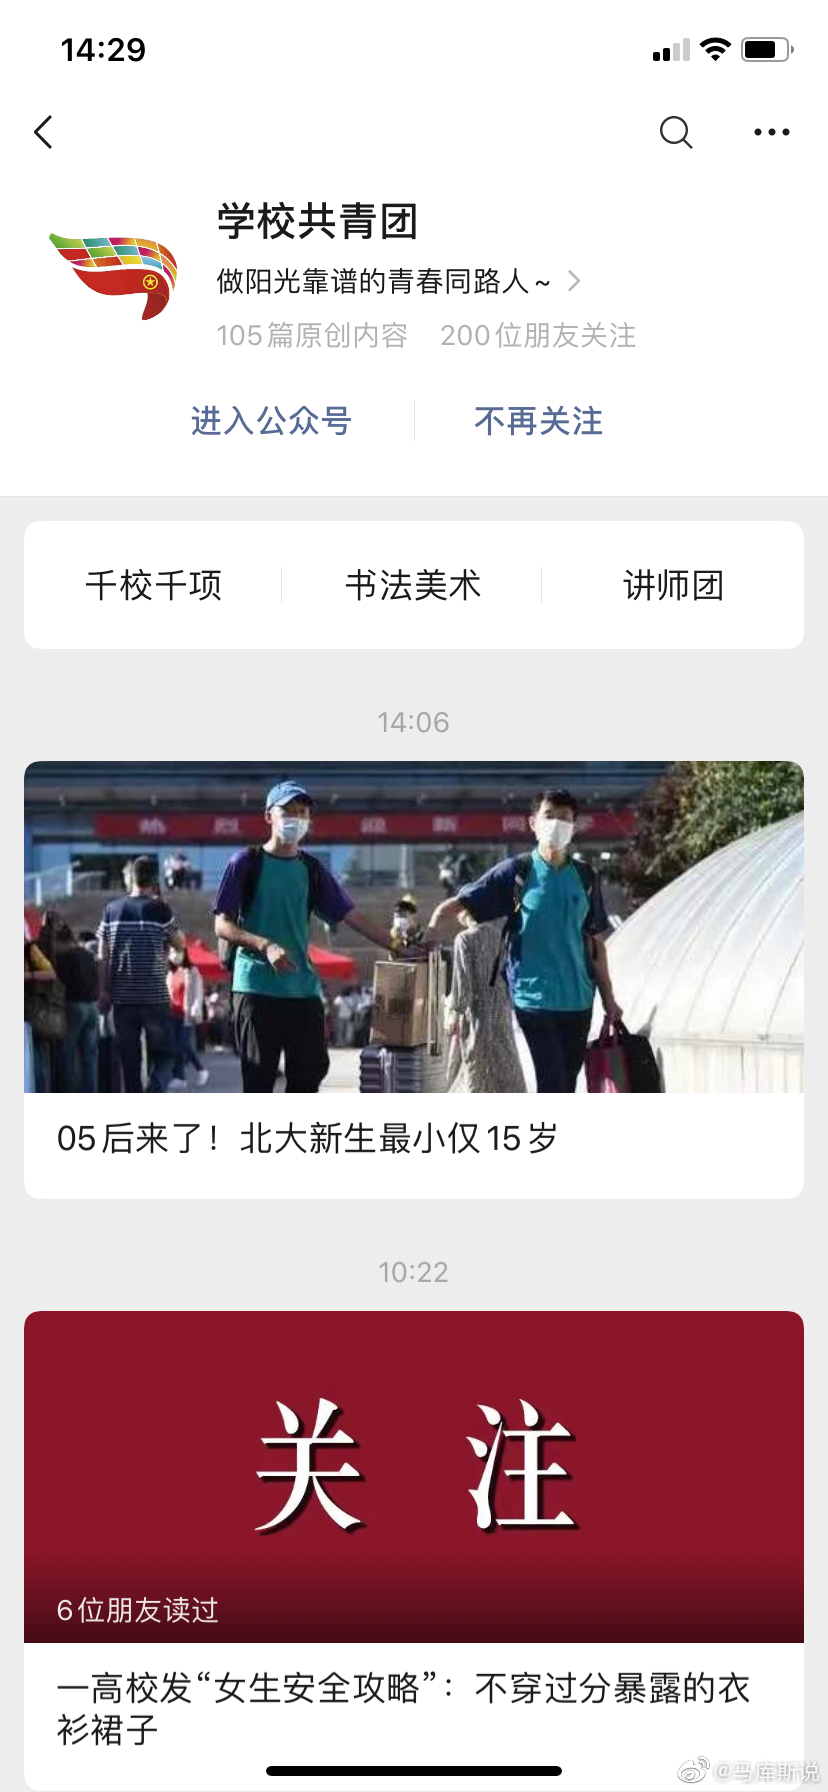 14:29
学校共青团
做阳光靠谱的青春同路人~
105篇原创内容 200位朋友关注
进入公众号 不再关注
千校千项 书法美术 讲师团
14:06
05后来了！北大新生最小仅15岁
10:22
关 注
6位朋友读过
一高校发“女生安全攻略”：不穿过分暴露的衣
衫裙子
@马库斯说